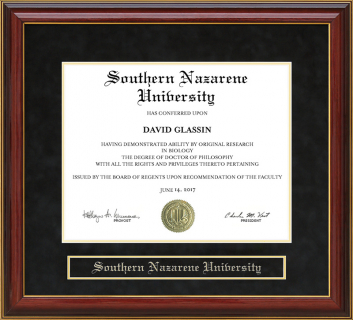 Southern Nazarene
University
HAS CONFERRED UPON
DAVID GLASSIN
HAVING DEMONSTRATED ABILITY BY ORIGINAL RESEARCH
IN BIOLOGY
THE DEGREE OF DOCTOR OF PHILOSOPHY
WITH ALL THE RIGHTS AND PRIVILEGES THERETO PERTAINING
ISSUED BY THE BOARD OF REGENTS UPON RECOMMENDATION OF THE FACULTY
JUNE 14, 2017
PROVOST
PRESIDENT
Southern Nazarene University